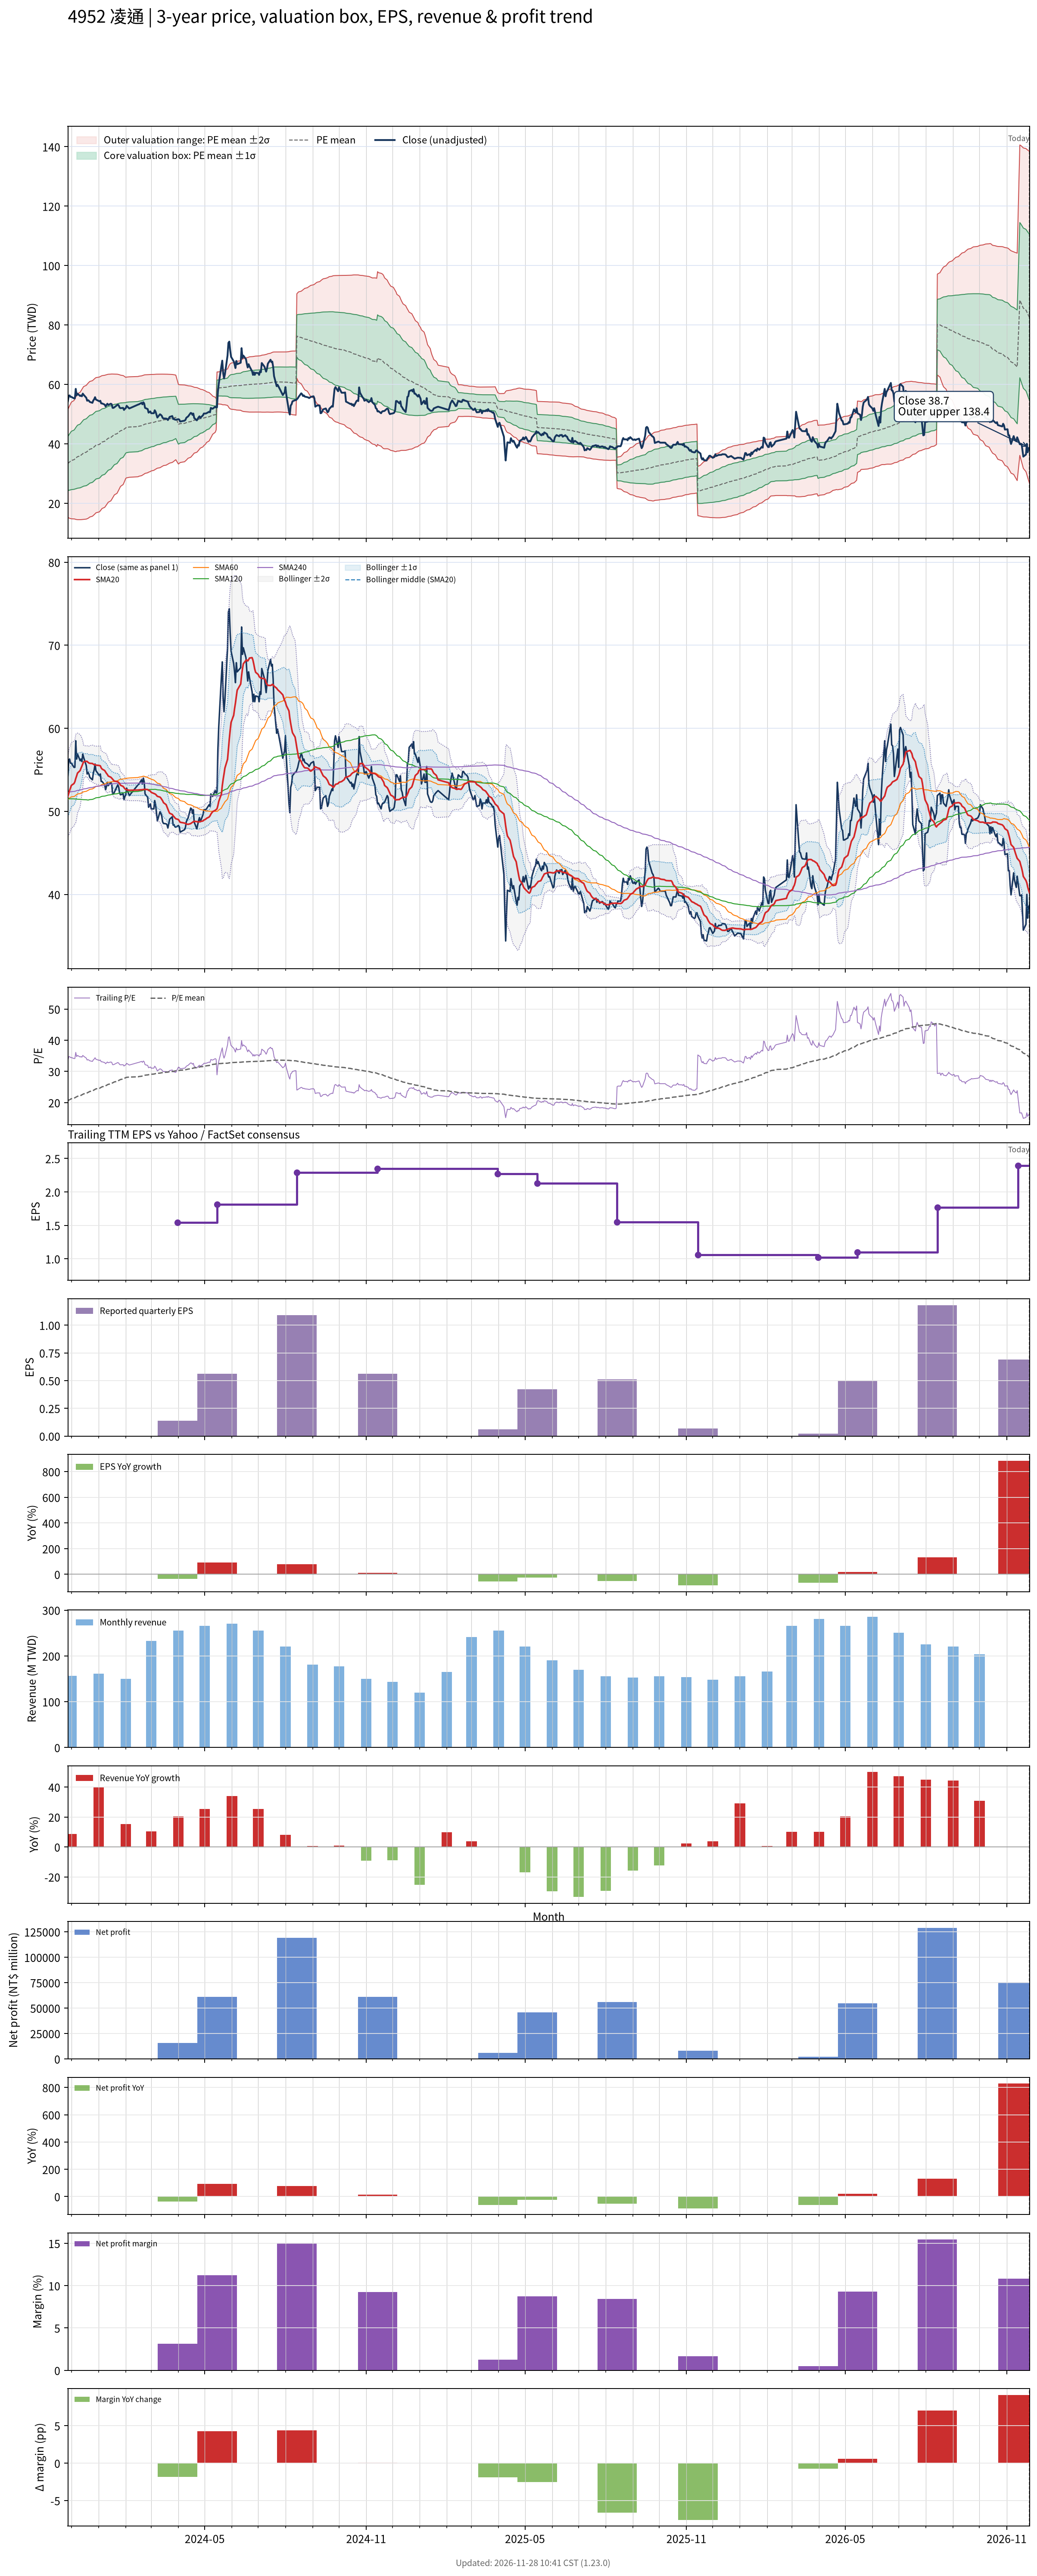 4952 凌通 | 3-year price, valuation box, EPS, revenue & profit trend
Outer valuation range: PE mean ±2σ
PE mean
Close (unadjusted)
Core valuation box: PE mean ±1σ
Today
140
120
100
80
60
40
20
Price (TWD)
Close 38.7
Outer upper 138.4
Close (same as panel 1)
SMA60
SMA240
Bollinger ±1σ
SMA20
SMA120
Bollinger ±2σ
Bollinger middle (SMA20)
80
70
60
50
40
Price
Trailing P/E
P/E mean
50
40
30
20
P/E
Trailing TTM EPS vs Yahoo / FactSet consensus
Today
2.5
2.0
1.5
1.0
EPS
Reported quarterly EPS
1.00
0.75
0.50
0.25
0.00
EPS
EPS YoY growth
800
600
400
200
0
YoY (%)
Monthly revenue
300
200
100
0
Revenue (M TWD)
Revenue YoY growth
40
20
0
-20
YoY (%)
Month
Net profit
125000
100000
75000
50000
25000
0
Net profit (NT$ million)
Net profit YoY
800
600
400
200
0
YoY (%)
Net profit margin
15
10
5
0
Margin (%)
Margin YoY change
5
0
-5
Δ margin (pp)
2024-05
2024-11
2025-05
2025-11
2026-05
2026-11
Updated: 2026-11-28 10:41 CST (1.23.0)